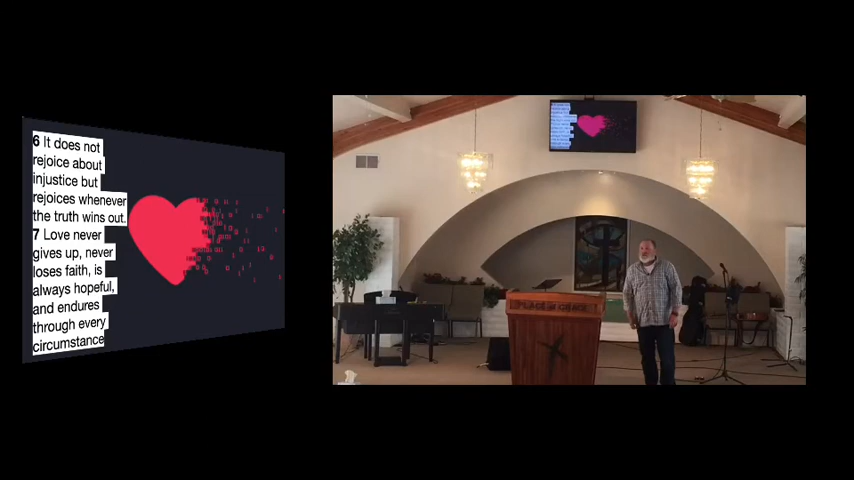 6 It does not
rejoice about
injustice but
rejoices whenever
the truth wins out.
7 Love never
gives up, never
loses faith, is
always hopeful,
and endures
through every
circumstance